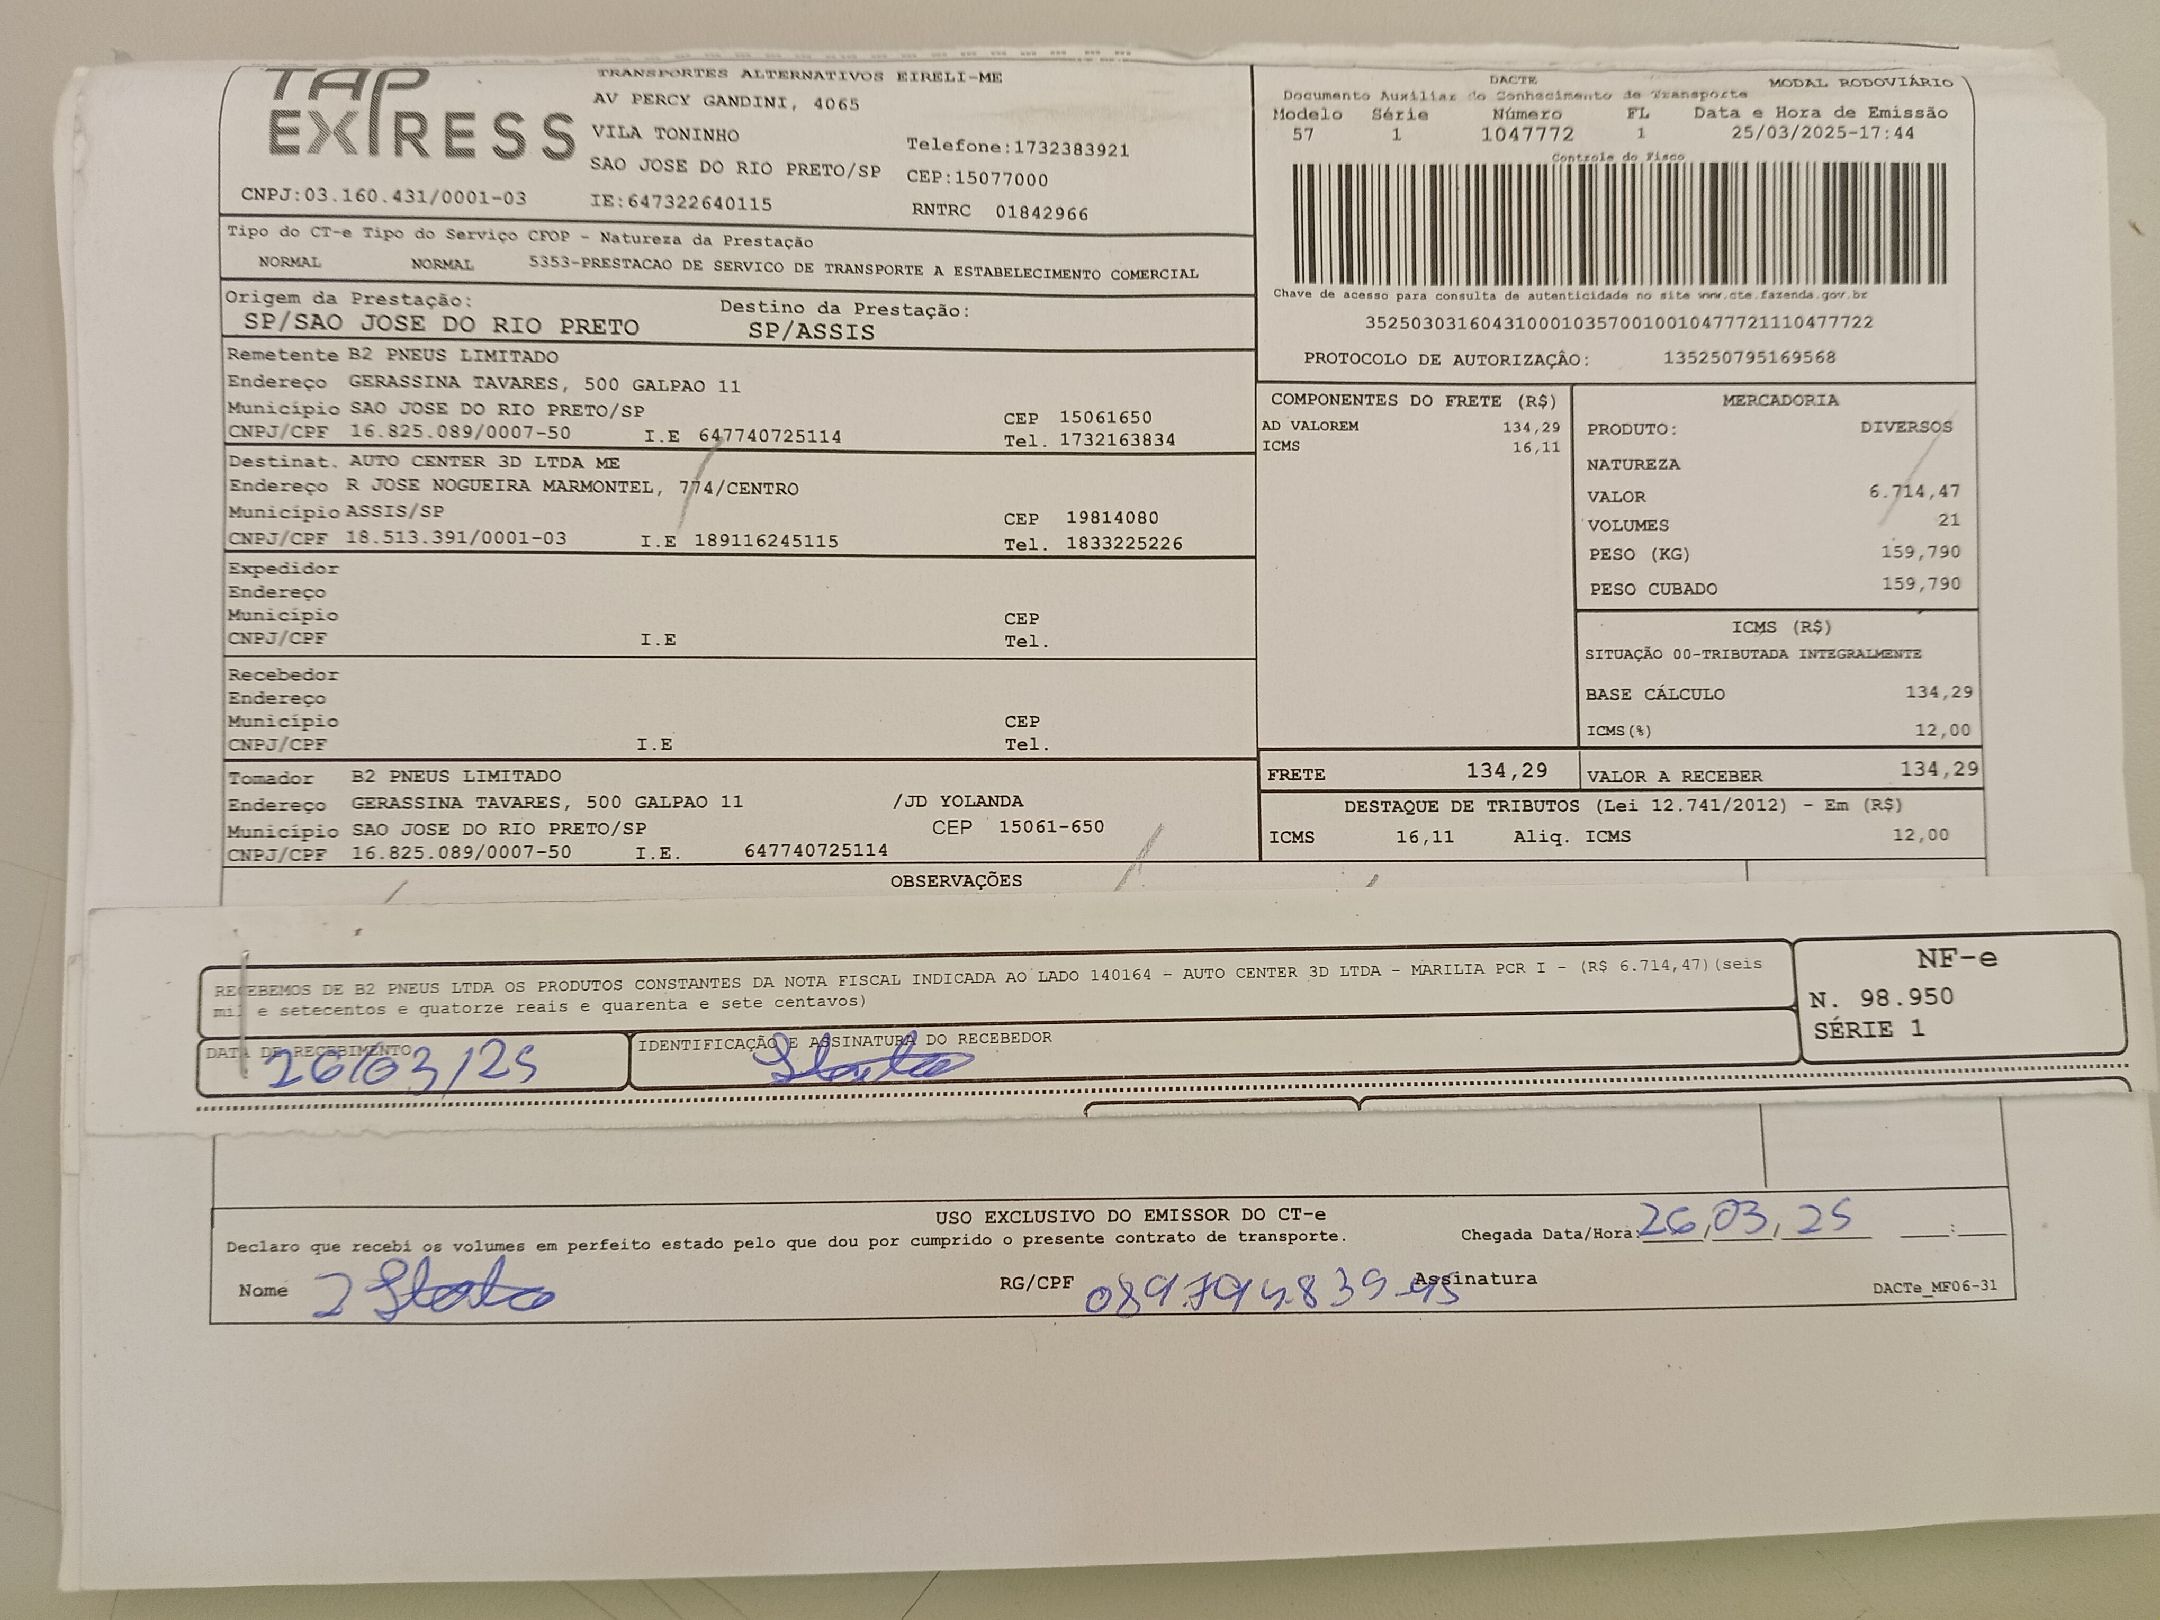 TAP EXPRESS
TRANSPORTES ALTERNATIVOS EIRELI-ME
AV PERCY GANDINI, 4065
VILA TONINHO
Telefone:1732383921
SAO JOSE DO RIO PRETO/SP CEP:15077000
CNPJ:03.160.431/0001-03 IE:647322640115 RNTRC 01842966
DACTE MODAL RODOVIÁRIO
Documento Auxiliar do Conhecimento de Transporte
Modelo Série Número FL Data e Hora de Emissão
57 1 1047772 1 25/03/2025-17:44
Controle do Fisco
Chave de acesso para consulta de autenticidade no site www.cte.fazenda.gov.br
35250303160431000103570010010477721110477722
PROTOCOLO DE AUTORIZAÇÂO: 135250795169568
Tipo do CT-e Tipo do Serviço CFOP - Natureza da Prestação
NORMAL NORMAL 5353-PRESTACAO DE SERVICO DE TRANSPORTE A ESTABELECIMENTO COMERCIAL
Origem da Prestação: Destino da Prestação:
SP/SAO JOSE DO RIO PRETO SP/ASSIS
Remetente B2 PNEUS LIMITADO
Endereço GERASSINA TAVARES, 500 GALPAO 11
Município SAO JOSE DO RIO PRETO/SP CEP 15061650
CNPJ/CPF 16.825.089/0007-50 I.E 647740725114 Tel. 1732163834
Destinat. AUTO CENTER 3D LTDA ME
Endereço R JOSE NOGUEIRA MARMONTEL, 774/CENTRO
Município ASSIS/SP CEP 19814080
CNPJ/CPF 18.513.391/0001-03 I.E 189116245115 Tel. 1833225226
Expedidor
Endereço
Município CEP
CNPJ/CPF I.E Tel.
Recebedor
Endereço
Município CEP
CNPJ/CPF I.E Tel.
Tomador B2 PNEUS LIMITADO
Endereço GERASSINA TAVARES, 500 GALPAO 11 /JD YOLANDA
Município SAO JOSE DO RIO PRETO/SP CEP 15061-650
CNPJ/CPF 16.825.089/0007-50 I.E. 647740725114
COMPONENTES DO FRETE (R$)
AD VALOREM 134,29
ICMS 16,11
MERCADORIA
PRODUTO: DIVERSOS
NATUREZA
VALOR 6.714,47
VOLUMES 21
PESO (KG) 159,790
PESO CUBADO 159,790
ICMS (R$)
SITUAÇÃO 00-TRIBUTADA INTEGRALMENTE
BASE CÁLCULO 134,29
ICMS(%) 12,00
FRETE 134,29 VALOR A RECEBER 134,29
DESTAQUE DE TRIBUTOS (Lei 12.741/2012) - Em (R$)
ICMS 16,11 Aliq. ICMS 12,00
OBSERVAÇÕES
RECEBEMOS DE B2 PNEUS LTDA OS PRODUTOS CONSTANTES DA NOTA FISCAL INDICADA AO LADO 140164 - AUTO CENTER 3D LTDA - MARILIA PCR I - (R$ 6.714,47)(seis
mil e setecentos e quatorze reais e quarenta e sete centavos)
NF-e
N. 98.950
SÉRIE 1
DATA DE RECEBIMENTO IDENTIFICAÇÃO E ASSINATURA DO RECEBEDOR
26/03/25
USO EXCLUSIVO DO EMISSOR DO CT-e
Declaro que recebi os volumes em perfeito estado pelo que dou por cumprido o presente contrato de transporte. Chegada Data/Hora: 26,03,25 :
Nome RG/CPF Assinatura
DACTe_MF06-31